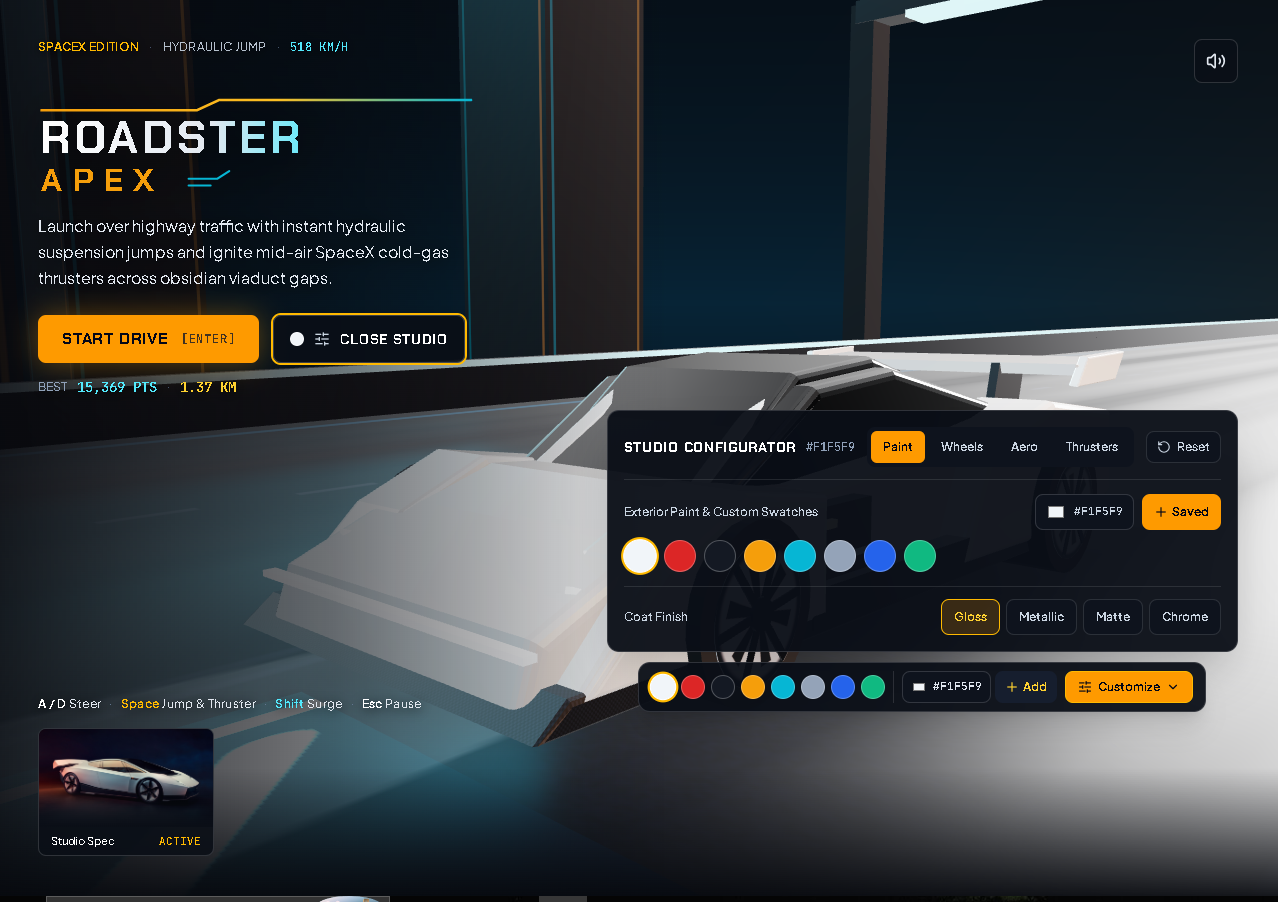 SPACEX EDITION · HYDRAULIC JUMP · 518 KM/H
ROADSTER
APEX
Launch over highway traffic with instant hydraulic
suspension jumps and ignite mid-air SpaceX cold-gas
thrusters across obsidian viaduct gaps.
START DRIVE [ENTER]
CLOSE STUDIO
BEST 15,369 PTS · 1.37 KM
STUDIO CONFIGURATOR #F1F5F9 Paint Wheels Aero Thrusters Reset
Exterior Paint & Custom Swatches #F1F5F9 + Saved
Coat Finish Gloss Metallic Matte Chrome
#F1F5F9 + Add Customize
A / D Steer · Space Jump & Thruster · Shift Surge · Esc Pause
Studio Spec ACTIVE